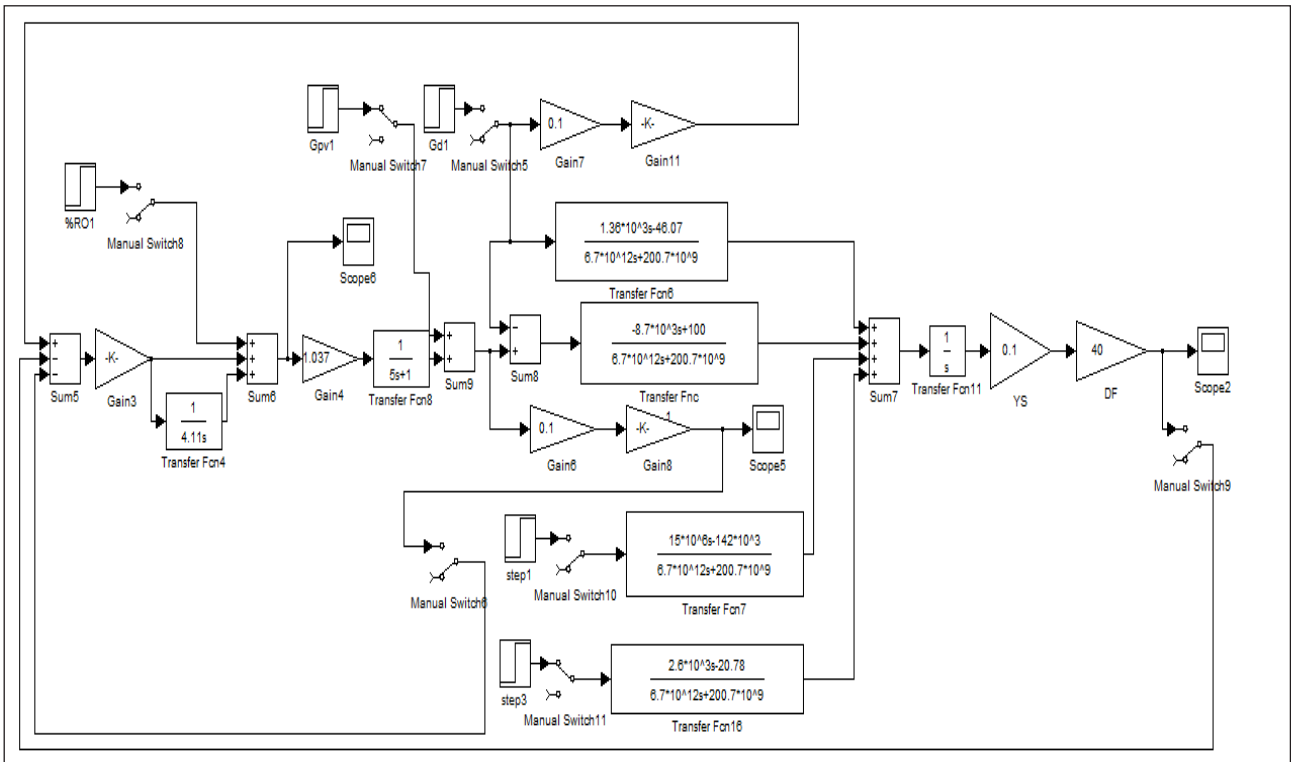 Gpv1
Manual Switch7
Gd1
Manual Switch5
0.1
Gain7
-K-
Gain11
%RO1
Manual Switch8
Scope6
1.36*10^3s-46.07
6.7*10^12s+200.7*10^9
Transfer Fcn6
+
-
-
Sum5
-K-
Gain3
1
4.11s
Transfer Fcn4
+
+
+
Sum6
1.037
Gain4
1
5s+1
Transfer Fcn8
+
+
Sum9
-
+
Sum8
-8.7*10^3s+100
6.7*10^12s+200.7*10^9
Transfer Fnc
1
+
+
+
+
Sum7
1
s
Transfer Fcn11
0.1
YS
40
DF
Scope2
Manual Switch9
0.1
Gain6
-K-
Gain8
Scope5
Manual Switch6
step1
Manual Switch10
15*10^6s-142*10^3
6.7*10^12s+200.7*10^9
Transfer Fcn7
step3
Manual Switch11
2.6*10^3s-20.78
6.7*10^12s+200.7*10^9
Transfer Fcn16